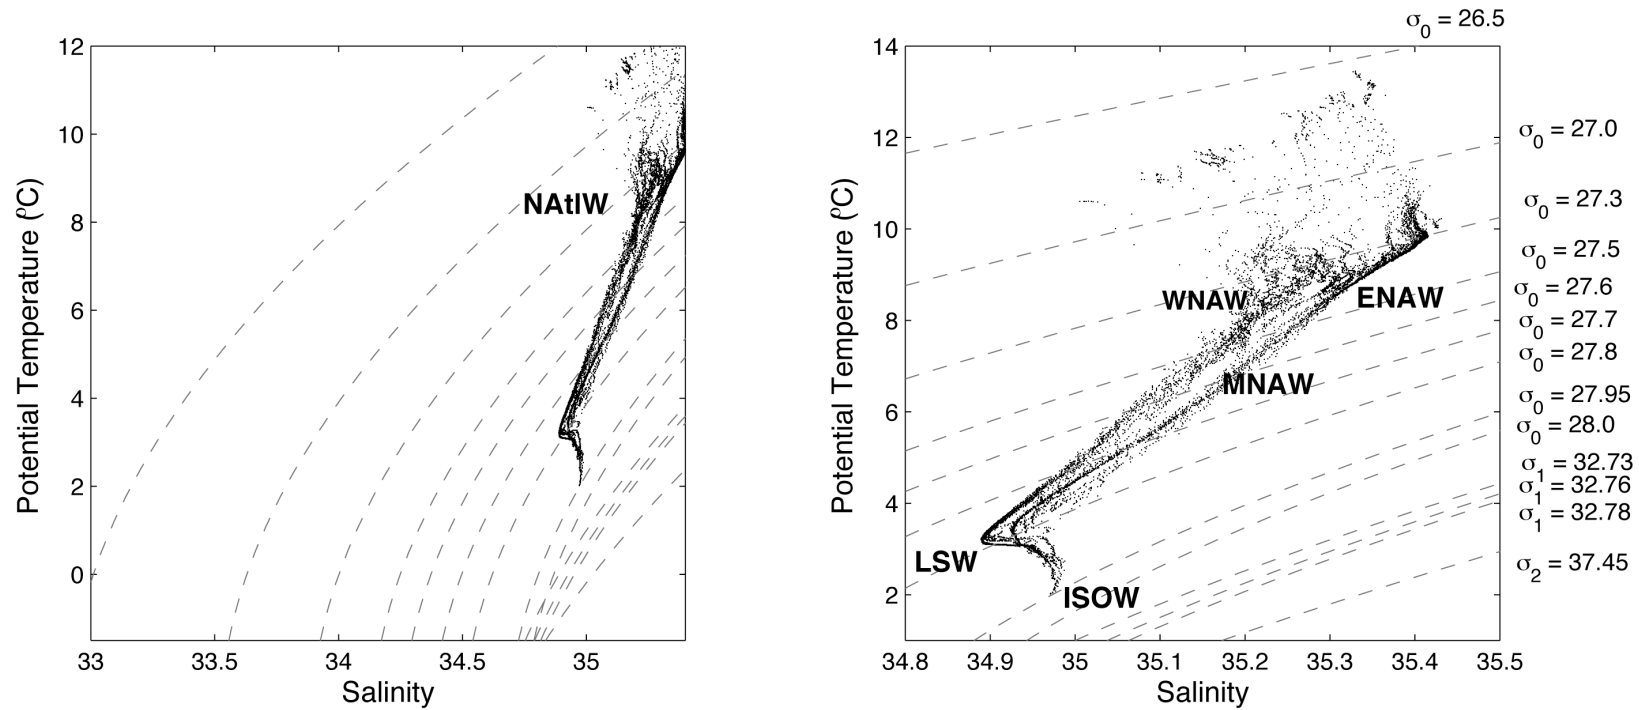 12
10
8
6
4
2
0
33
33.5
34
34.5
35
Salinity
Potential Temperature (ºC)
NAtlW
14
12
10
8
6
4
2
34.8
34.9
35
35.1
35.2
35.3
35.4
35.5
Salinity
Potential Temperature (ºC)
WNAW
ENAW
MNAW
LSW
ISOW
σ0 = 26.5
σ0 = 27.0
σ0 = 27.3
σ0 = 27.5
σ0 = 27.6
σ0 = 27.7
σ0 = 27.8
σ0 = 27.95
σ0 = 28.0
σ1 = 32.73
σ1 = 32.76
σ1 = 32.78
σ2 = 37.45